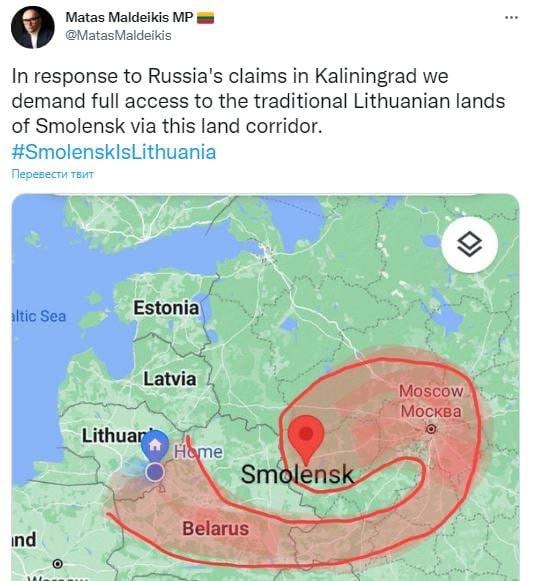 Matas Maldeikis MP
@MatasMaldeikis
In response to Russia's claims in Kaliningrad we
demand full access to the traditional Lithuanian lands
of Smolensk via this land corridor.
#SmolenskIsLithuania
Перевести твит
Estonia
ltic Sea
Latvia
Moscow
Москва
Lithuan
Home
Smolensk
Belarus
nd